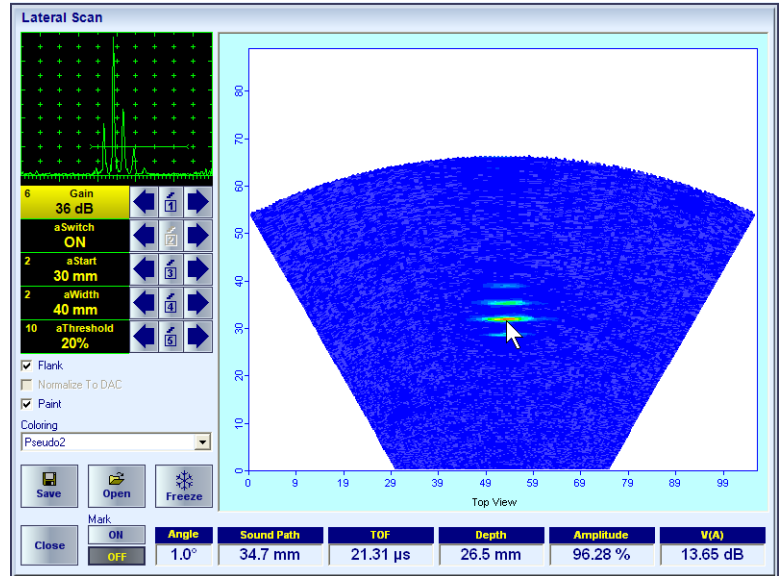 Lateral Scan
6 Gain
36 dB
1
aSwitch
ON
2
2 aStart
30 mm
3
2 aWidth
40 mm
4
10 aThreshold
20%
5
Flank
Normalize To DAC
Paint
Coloring
Pseudo2
Save
Open
Freeze
Close
Mark
ON
OFF
80
70
60
50
40
30
20
10
0
0 9 19 29 39 49 59 69 79 89 99
Top View
Angle Sound Path TOF Depth Amplitude V(A)
1.0° 34.7 mm 21.31 µs 26.5 mm 96.28 % 13.65 dB